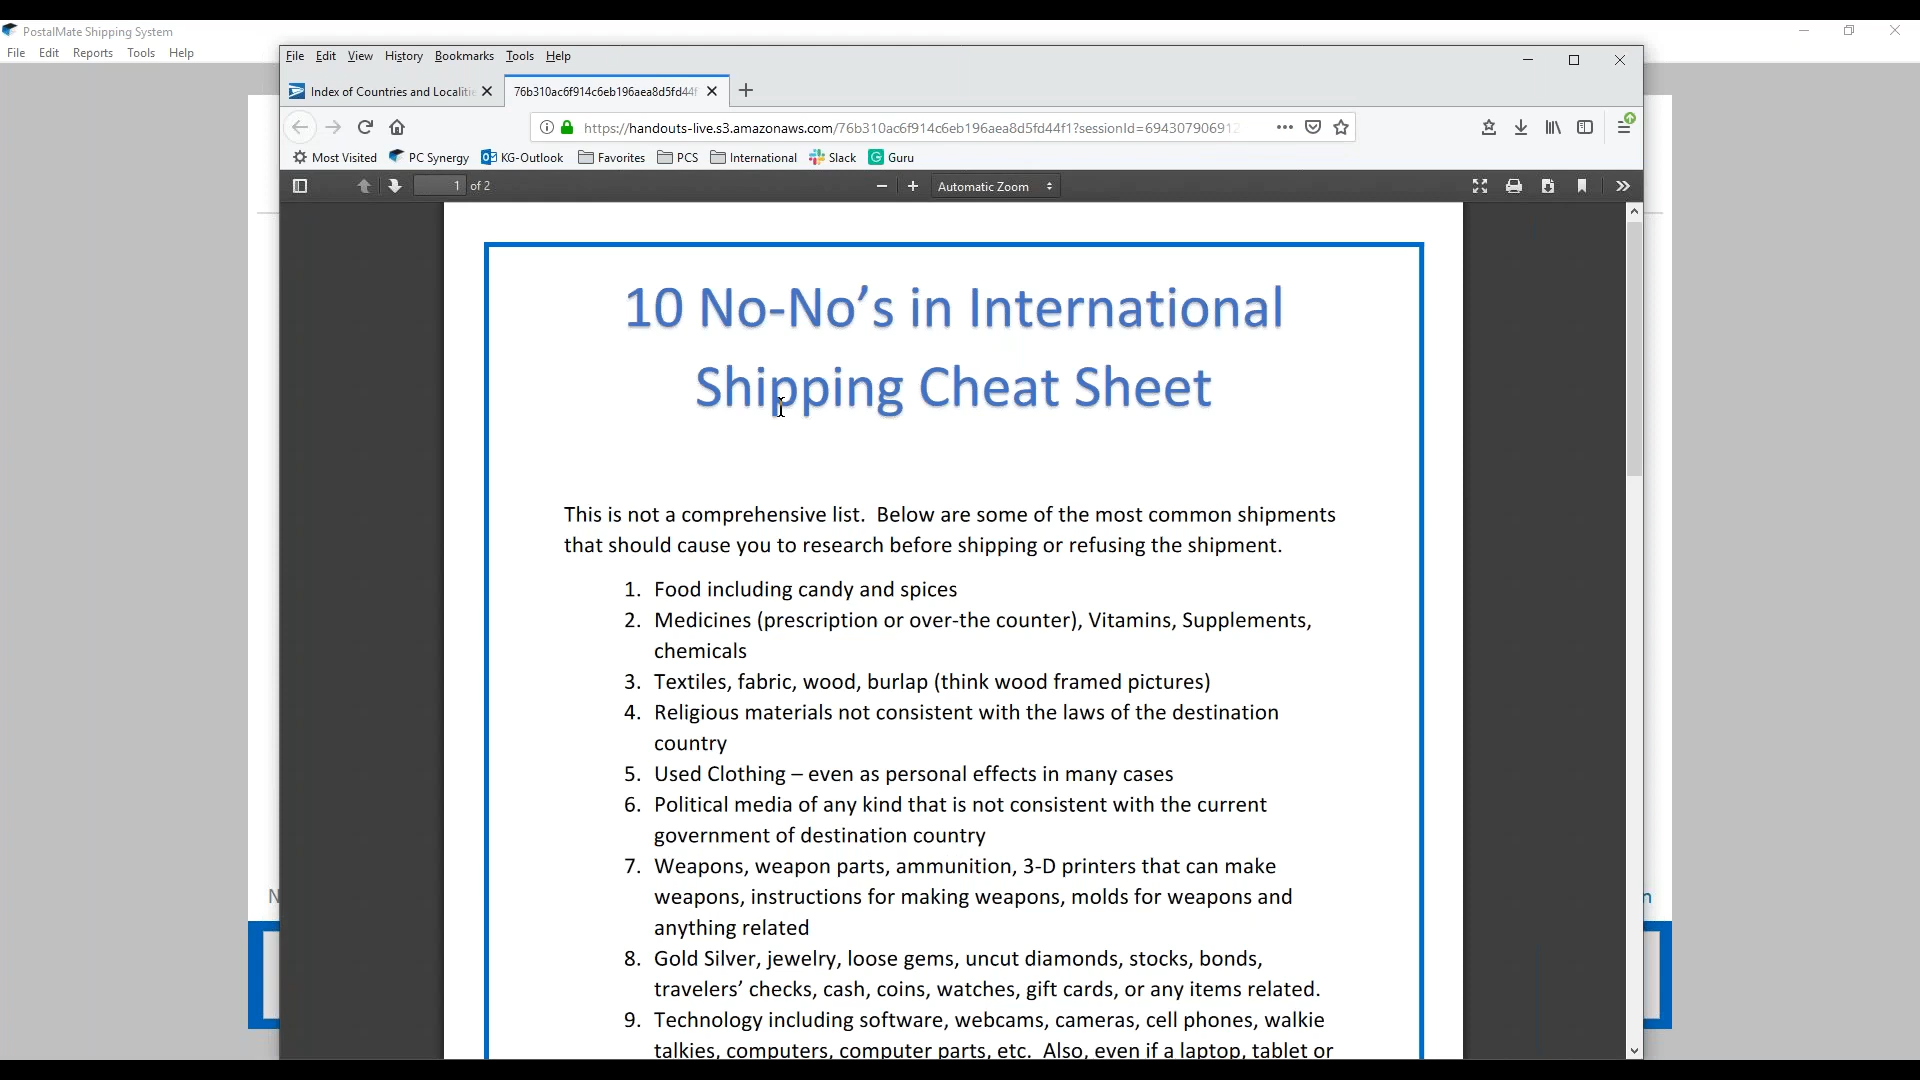 PostalMate Shipping System
File Edit Reports Tools Help
File Edit View History Bookmarks Tools Help
Index of Countries and Localitie
76b310ac6f914c6eb196aea8d5fd44f
https://handouts-live.s3.amazonaws.com/76b310ac6f914c6eb196aea8d5fd44f1?sessionId=69430790691
Most Visited PC Synergy KG-Outlook Favorites PCS International Slack Guru
1 of 2 Automatic Zoom
10 No-No’s in International
Shipping Cheat Sheet
This is not a comprehensive list. Below are some of the most common shipments
that should cause you to research before shipping or refusing the shipment.
1. Food including candy and spices
2. Medicines (prescription or over-the counter), Vitamins, Supplements,
chemicals
3. Textiles, fabric, wood, burlap (think wood framed pictures)
4. Religious materials not consistent with the laws of the destination
country
5. Used Clothing – even as personal effects in many cases
6. Political media of any kind that is not consistent with the current
government of destination country
7. Weapons, weapon parts, ammunition, 3-D printers that can make
weapons, instructions for making weapons, molds for weapons and
anything related
8. Gold Silver, jewelry, loose gems, uncut diamonds, stocks, bonds,
travelers’ checks, cash, coins, watches, gift cards, or any items related.
9. Technology including software, webcams, cameras, cell phones, walkie
talkies, computers, computer parts, etc. Also, even if a laptop, tablet or